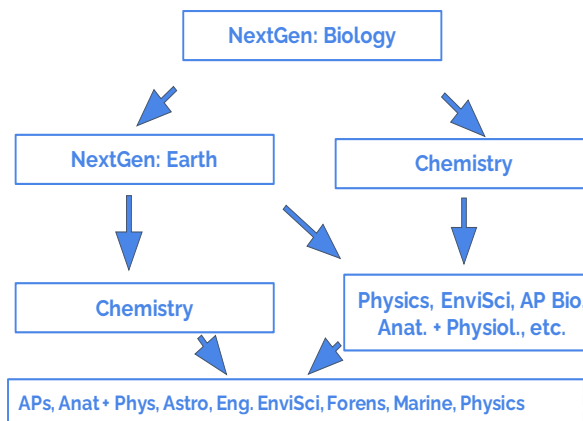 NextGen: Biology
NextGen: Earth
Chemistry
Chemistry
Physics, EnviSci, AP Bio.
Anat. + Physiol., etc.
APs, Anat + Phys, Astro, Eng. EnviSci, Forens, Marine, Physics